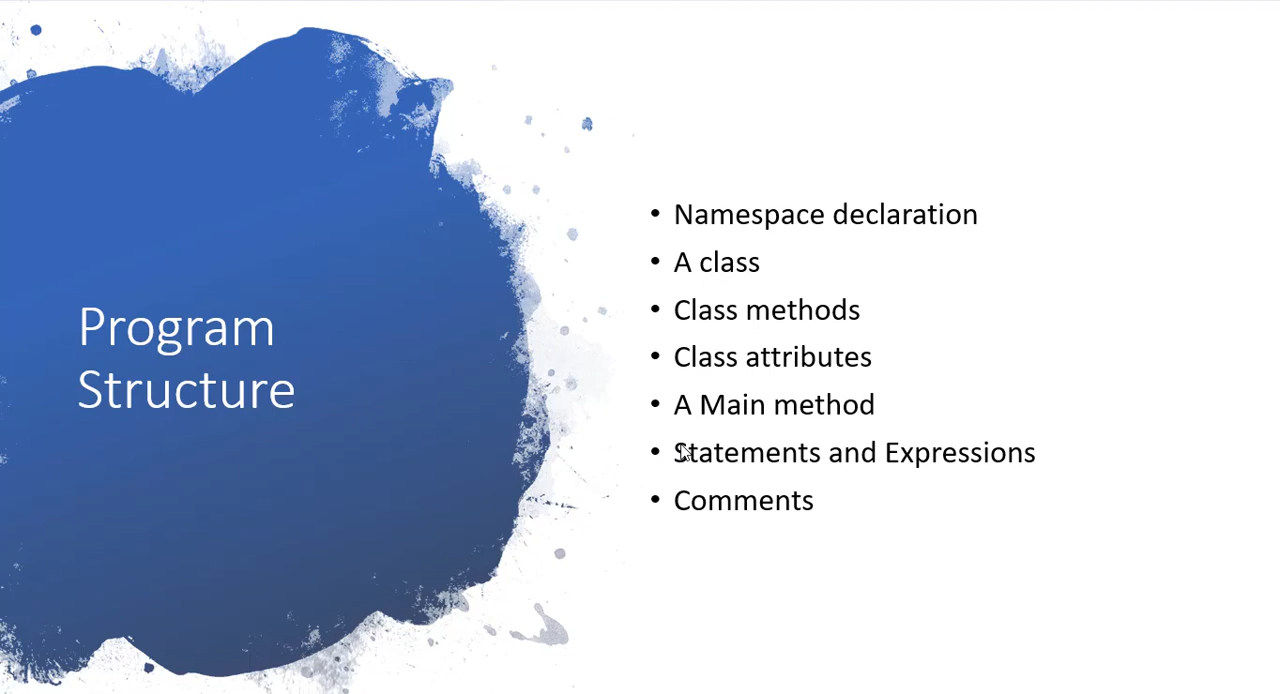 Program
Structure
• Namespace declaration
• A class
• Class methods
• Class attributes
• A Main method
• Statements and Expressions
• Comments